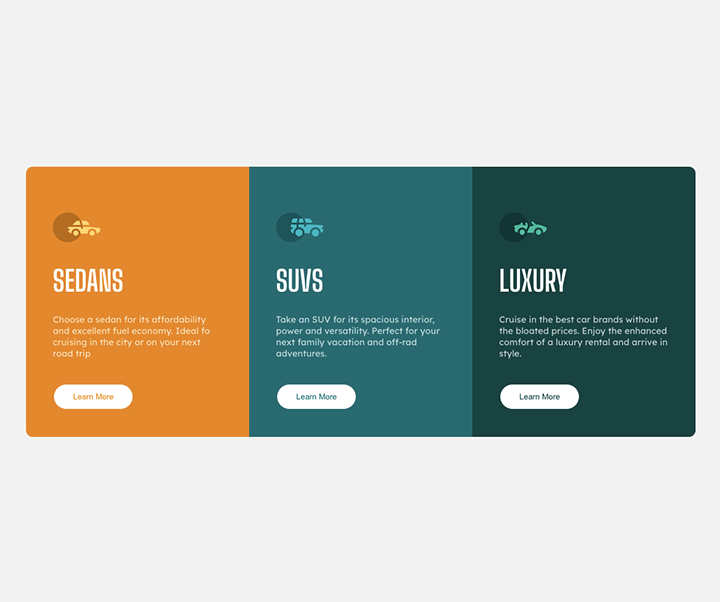 SEDANS
Choose a sedan for its affordability
and excellent fuel economy. Ideal fo
cruising in the city or on your next
road trip
Learn More
SUVS
Take an SUV for its spacious interior,
power and versatility. Perfect for your
next family vacation and off-rad
adventures.
Learn More
LUXURY
Cruise in the best car brands without
the bloated prices. Enjoy the enhanced
comfort of a luxury rental and arrive in
style.
Learn More